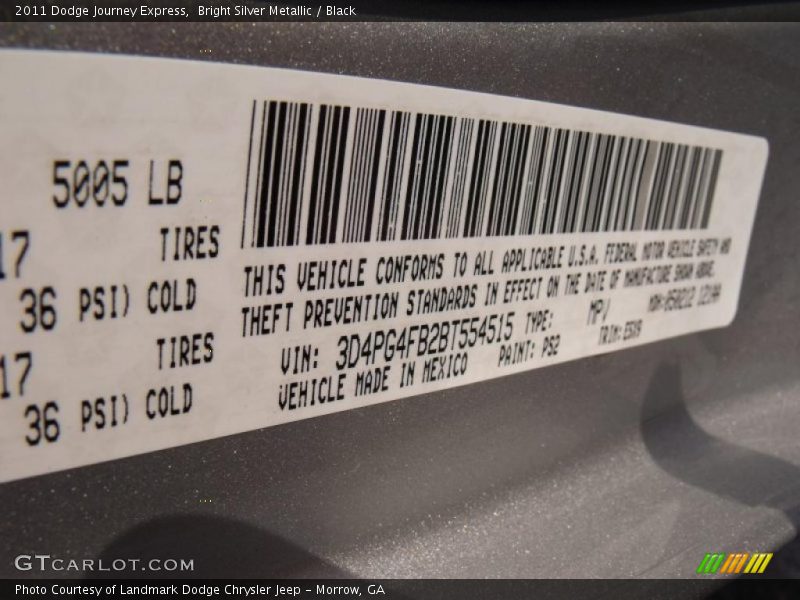 2011 Dodge Journey Express,  Bright Silver Metallic / Black
5005 LB
17 TIRES
36 PSI) COLD
17 TIRES
36 PSI) COLD
THIS VEHICLE CONFORMS TO ALL APPLICABLE U.S.A. FEDERAL MOTOR VEHICLE SAFETY AND
THEFT PREVENTION STANDARDS IN EFFECT ON THE DATE OF MANUFACTURE SHOWN ABOVE.
VIN: 3D4PG4FB2BT554515 TYPE: MPV
VEHICLE MADE IN MEXICO PAINT: PS2 TRIM:
GTCARLOT.COM
Photo Courtesy of Landmark Dodge Chrysler Jeep – Morrow, GA